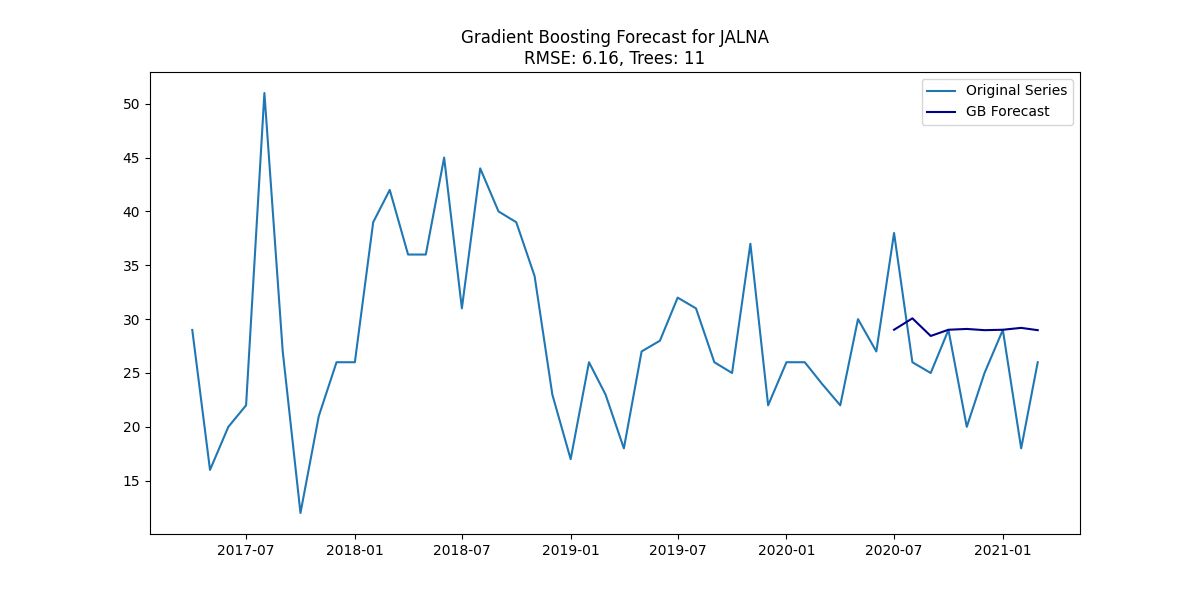 Gradient Boosting Forecast for JALNA
RMSE: 6.16, Trees: 11
Original Series
GB Forecast
50
45
40
35
30
25
20
15
2017-07 2018-01 2018-07 2019-01 2019-07 2020-01 2020-07 2021-01